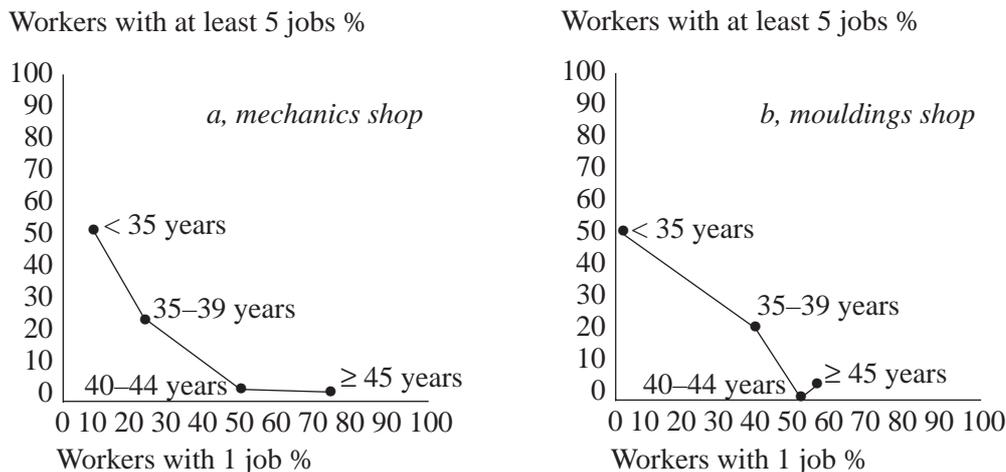 Workers with at least 5 jobs %
100
90
80
70
60
50
40
30
20
10
0
a, mechanics shop
< 35 years
35–39 years
40–44 years
≥ 45 years
0 10 20 30 40 50 60 70 80 90 100
Workers with 1 job %
Workers with at least 5 jobs %
100
90
80
70
60
50
40
30
20
10
0
b, mouldings shop
< 35 years
35–39 years
40–44 years
≥ 45 years
0 10 20 30 40 50 60 70 80 90 100
Workers with 1 job %